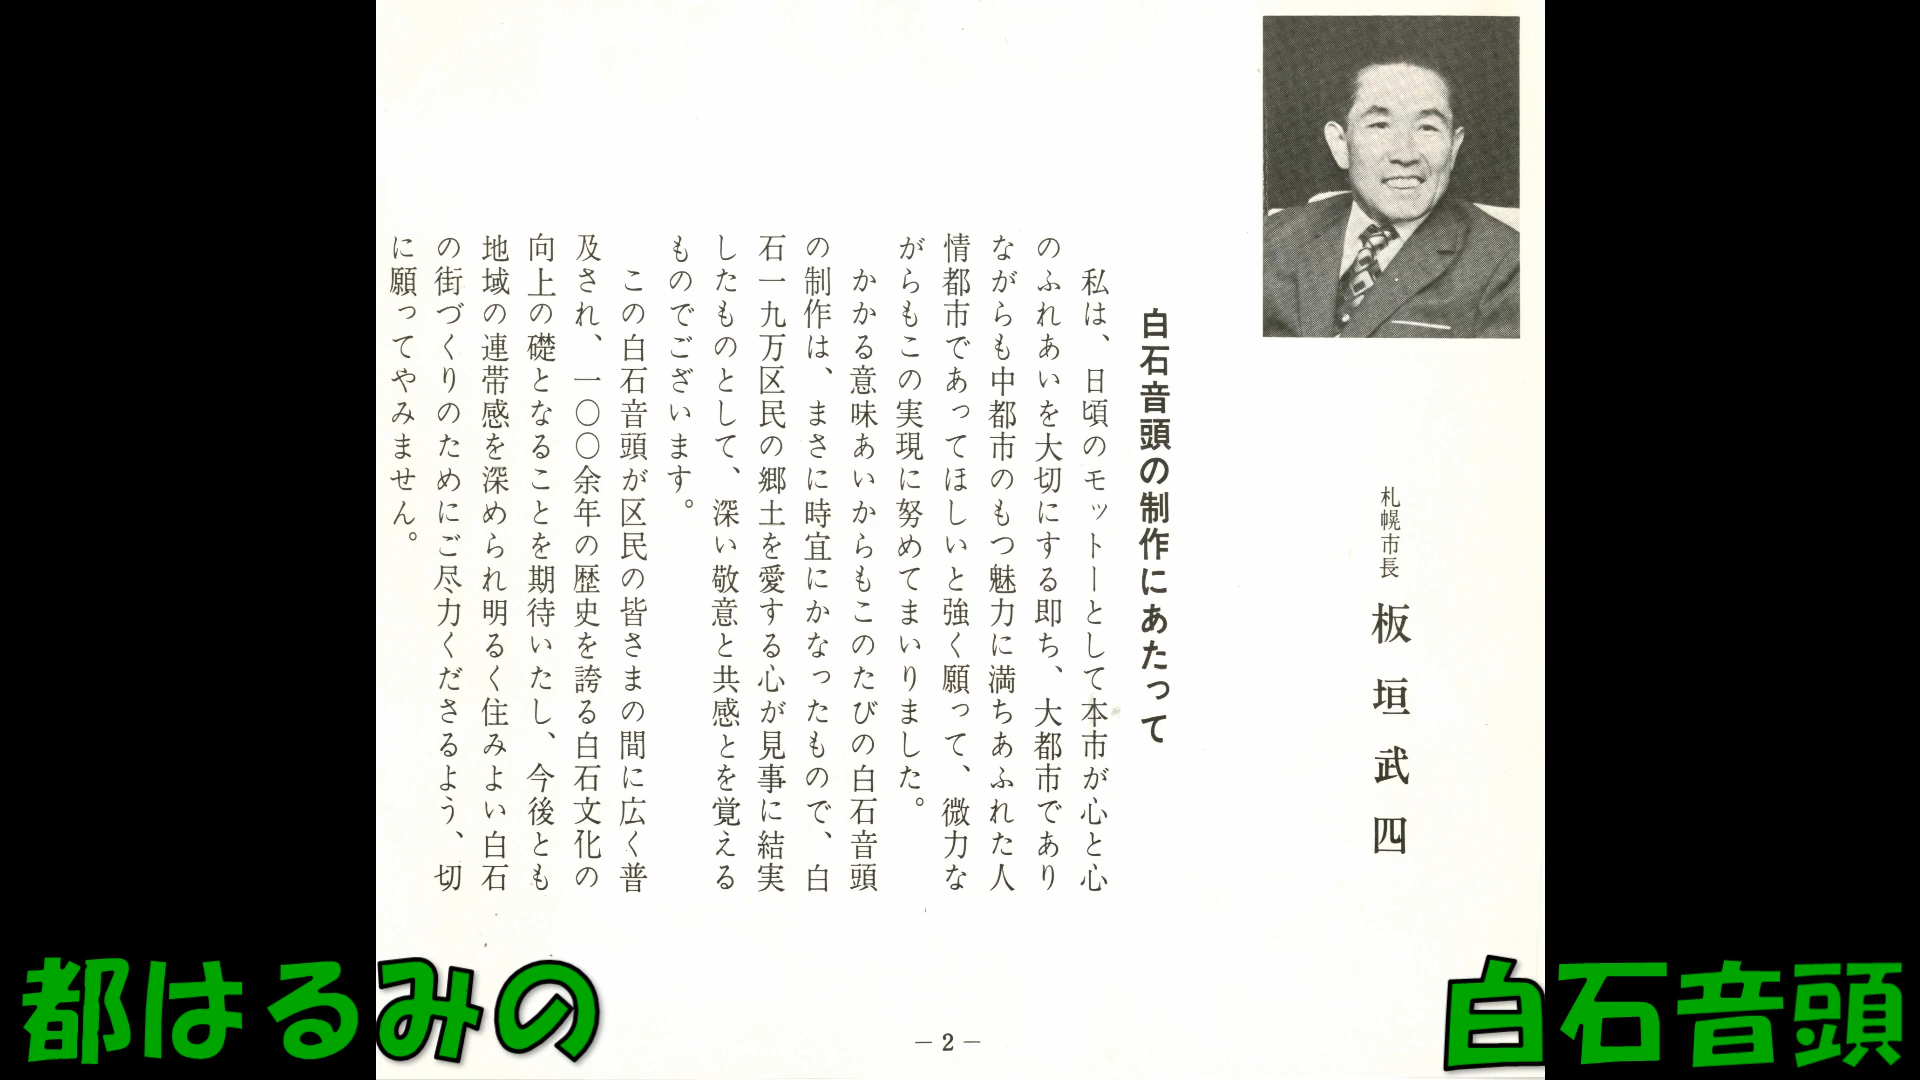 札幌市長 板垣武四
白石音頭の制作にあたって
私は、日頃のモットーとして本市が心と心
のふれあいを大切にする即ち、大都市であり
ながらも中都市のもつ魅力に満ちあふれた人
情都市であってほしいと強く願って、微力な
がらもこの実現に努めてまいりました。
かかる意味あいからもこのたびの白石音頭
の制作は、まさに時宜にかなったもので、白
石一九万区民の郷土を愛する心が見事に結実
したものとして、深い敬意と共感とを覚える
ものでございます。
この白石音頭が区民の皆さまの間に広く普
及され、一〇〇余年の歴史を誇る白石文化の
向上の礎となることを期待いたし、今後とも
地域の連帯感を深められ明るく住みよい白石
の街づくりのためにご尽力くださるよう、切
に願ってやみません。
― 2 ―
都はるみの
白石音頭